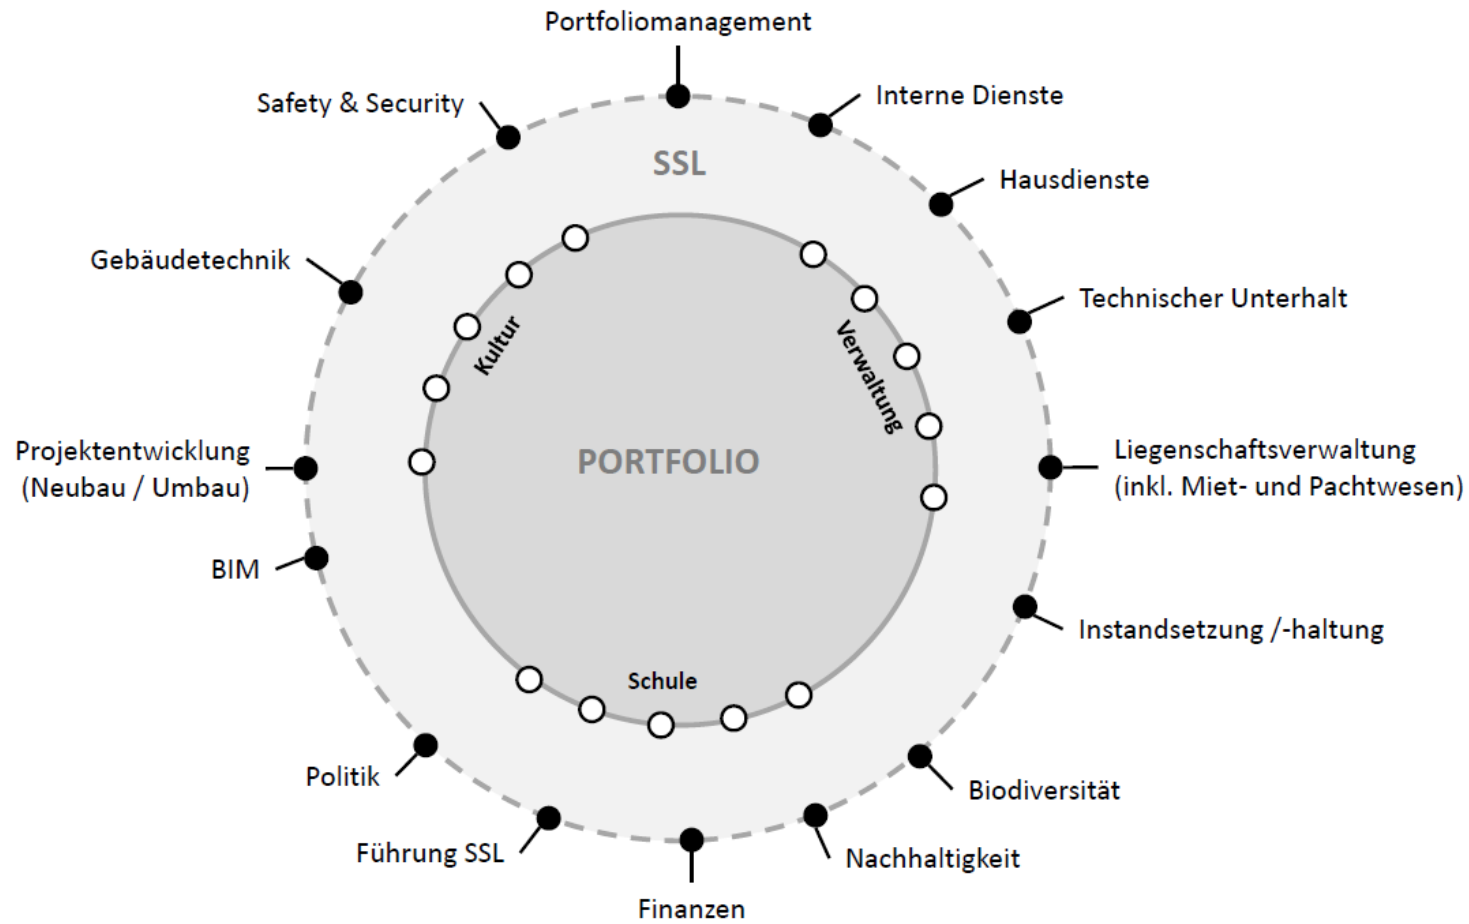 Portfoliomanagement
Safety & Security
Interne Dienste
SSL
Hausdienste
Gebäudetechnik
Technischer Unterhalt
Kultur
Verwaltung
Projektentwicklung
(Neubau / Umbau)
PORTFOLIO
Liegenschaftsverwaltung
(inkl. Miet- und Pachtwesen)
BIM
Instandsetzung /-haltung
Schule
Politik
Biodiversität
Führung SSL
Nachhaltigkeit
Finanzen